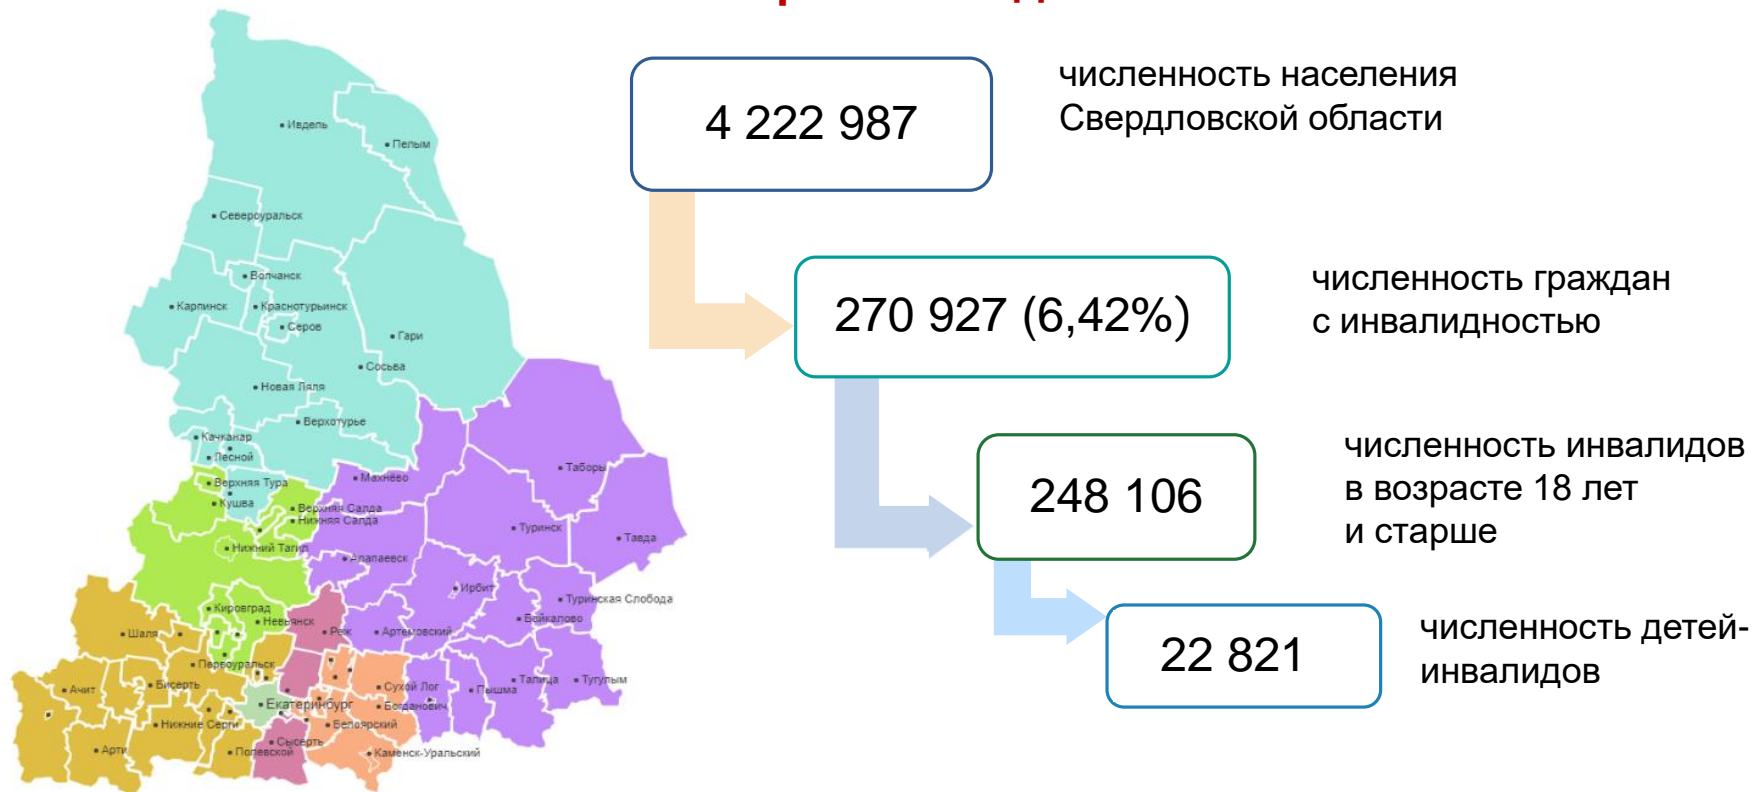 4 222 987
численность населения
Свердловской области
270 927 (6,42%)
численность граждан
с инвалидностью
248 106
численность инвалидов
в возрасте 18 лет
и старше
22 821
численность детей-
инвалидов
Ивдель
Пелым
Североуральск
Волчанск
Карпинск
Краснотурьинск
Серов
Гари
Сосьва
Новая Ляля
Верхотурье
Качканар
Лесной
Верхняя Тура
Кушва
Махнёво
Таборы
Верхняя Салда
Нижняя Салда
Туринск
Тавда
Нижний Тагил
Алапаевск
Ирбит
Туринская Слобода
Кировград
Байкалово
Невьянск
Шаля
Реж
Артемовский
Первоуральск
Ачит
Бисерть
Сухой Лог
Пышма
Талица
Тугулым
Екатеринбург
Богданович
Нижние Серги
Белоярский
Арти
Полевской
Сысерть
Каменск-Уральский